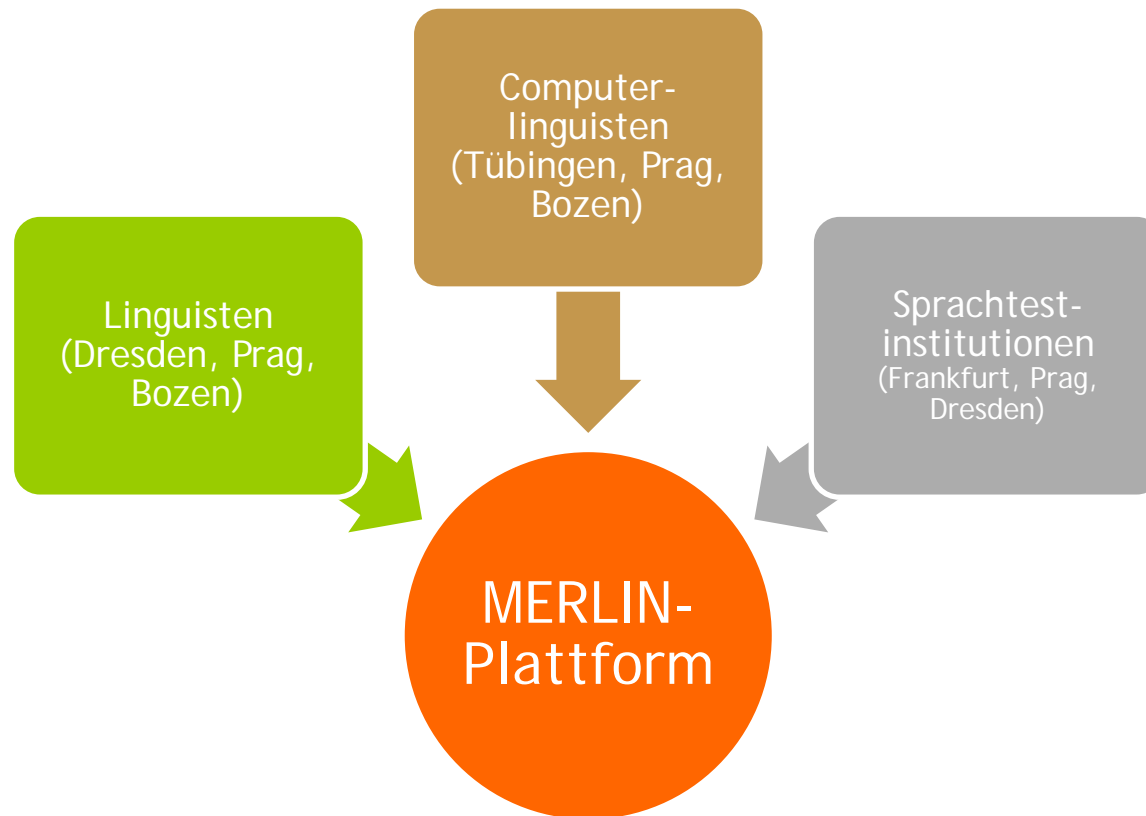 Computer-
linguisten
(Tübingen, Prag,
Bozen)
Linguisten
(Dresden, Prag,
Bozen)
Sprachtest-
institutionen
(Frankfurt, Prag,
Dresden)
MERLIN-
Plattform